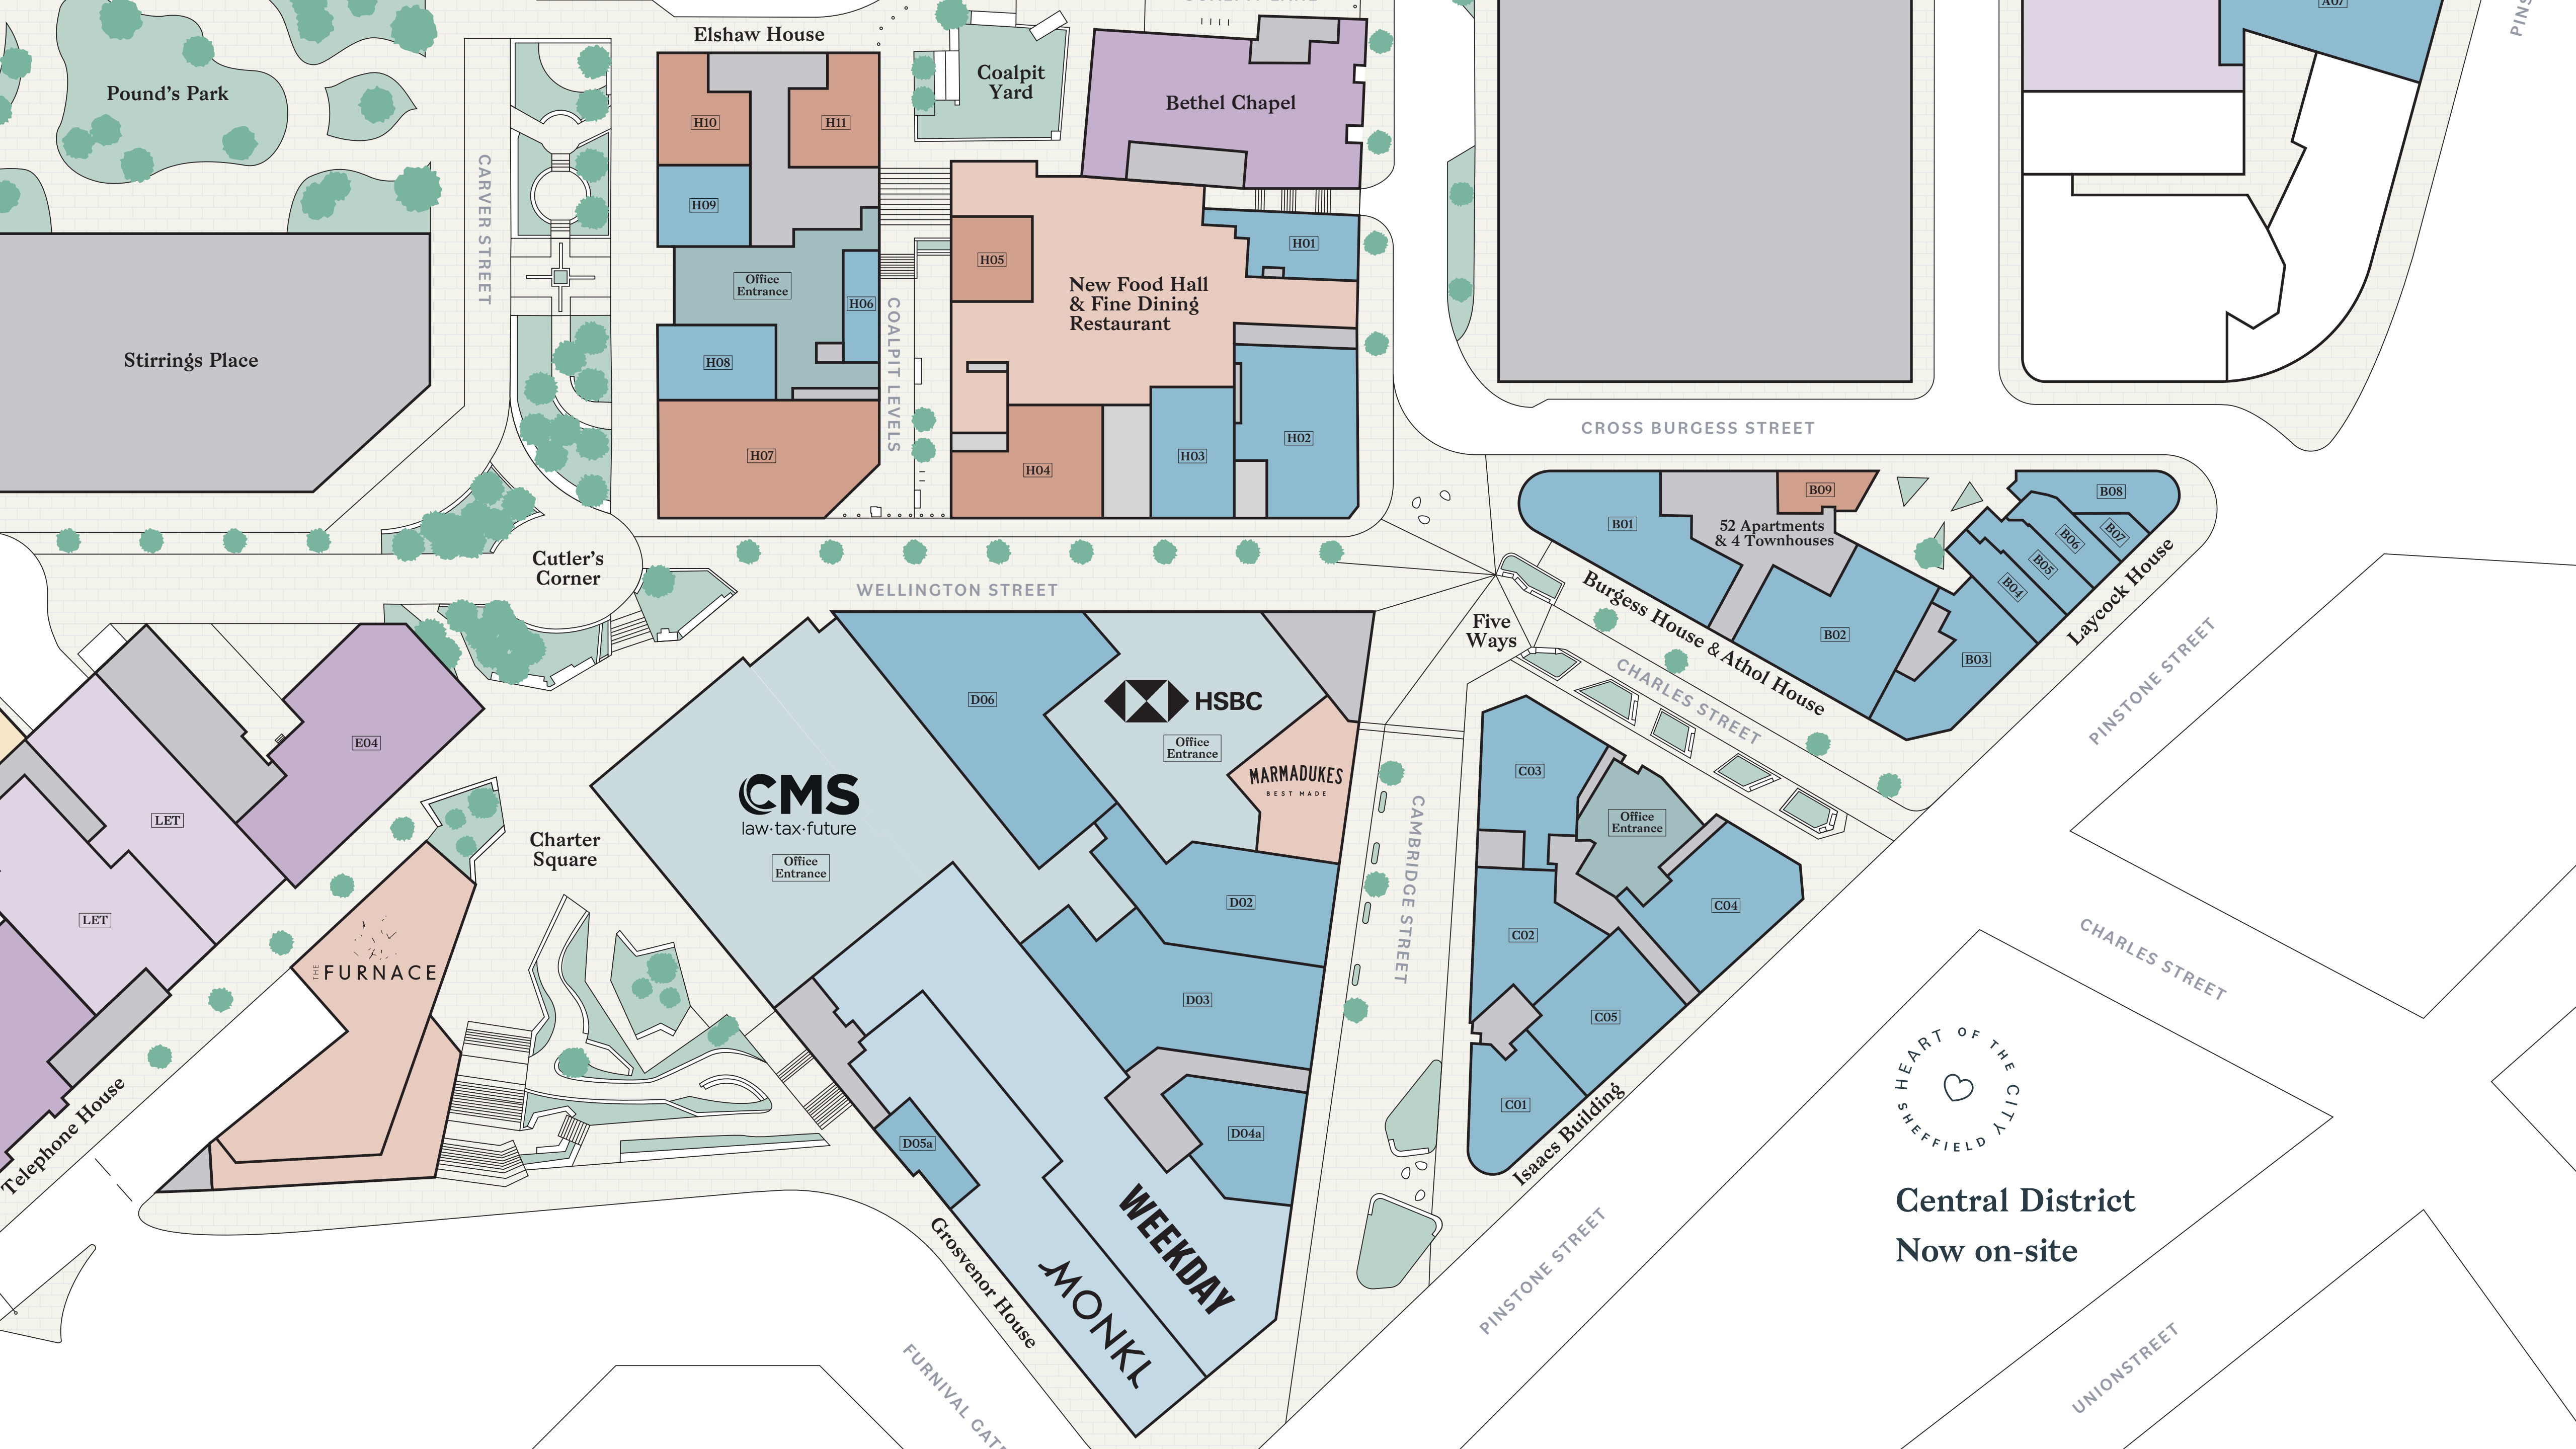 Elshaw House
Pound's Park
Coalpit
Yard
Bethel Chapel
H10
H11
H09
Office
Entrance
H06
H08
H07
CARVER STREET
COALPIT LEVELS
Stirrings Place
H05
New Food Hall
& Fine Dining
Restaurant
H01
H02
H03
H04
A07
PINS
CROSS BURGESS STREET
Cutler's
Corner
WELLINGTON STREET
Five
Ways
B01
52 Apartments
& 4 Townhouses
B09
B08
B07
B06
B05
B04
B03
B02
Burgess House & Athol House
Laycock House
CHARLES STREET
PINSTONE STREET
CHARLES STREET
E04
LET
LET
Telephone House
THE
FURNACE
Charter
Square
CMS
law·tax·future
Office
Entrance
D06
HSBC
Office
Entrance
MARMADUKES
BEST MADE
D02
D03
D04a
D05a
WEEKDAY
MONKI
Grosvenor House
FURNIVAL GATE
CAMBRIDGE STREET
C03
Office
Entrance
C04
C02
C05
C01
Isaacs Building
PINSTONE STREET
HEART OF THE CITY
SHEFFIELD
Central District
Now on-site
UNIONSTREET